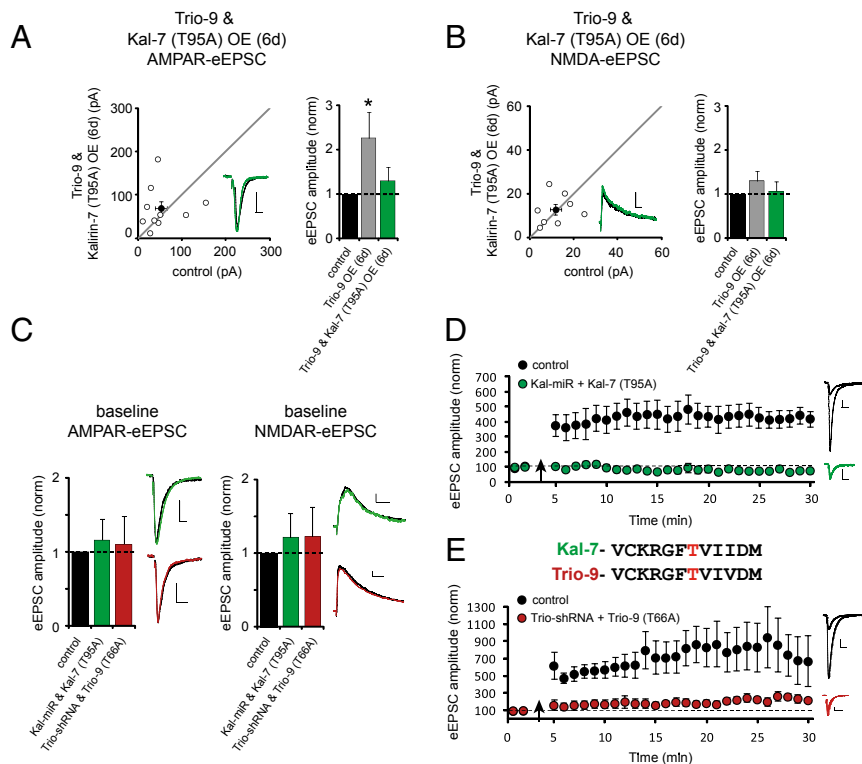 A
Trio-9 &
Kal-7 (T95A) OE (6d)
AMPAR-eEPSC
Trio-9 &
Kalirin-7 (T95A) OE (6d) (pA)
300
200
100
0
0
100
200
300
control (pA)
eEPSC amplitude (norm)
3
2
1
0
*
control
Trio-9 OE (6d)
Trio-9 & Kal-7 (T95A) OE (6d)
B
Trio-9 &
Kal-7 (T95A) OE (6d)
NMDA-eEPSC
Trio-9 &
Kalirin-7 (T95A) OE (6d) (pA)
60
40
20
0
0
20
40
60
control (pA)
eEPSC amplitude (norm)
3
2
1
0
control
Trio-9 OE (6d)
Trio-9 & Kal-7 (T95A) OE (6d)
C
baseline
AMPAR-eEPSC
eEPSC amplitude (norm)
2
1
0
control
Kal-miR & Kal-7 (T95A)
Trio-shRNA & Trio-9 (T66A)
baseline
NMDAR-eEPSC
eEPSC amplitude (norm)
2
1
0
control
Kal-miR & Kal-7 (T95A)
Trio-shRNA & Trio-9 (T66A)
D
control
Kal-miR + Kal-7 (T95A)
eEPSC amplitude (norm)
700
600
500
400
300
200
100
0
0
5
10
15
20
25
30
Time (min)
E
Kal-7- VCKRGFTVIIDM
Trio-9- VCKRGFTVIVDM
control
Trio-shRNA + Trio-9 (T66A)
eEPSC amplitude (norm)
1300
1100
900
700
500
300
100
0
5
10
15
20
25
30
Time (min)